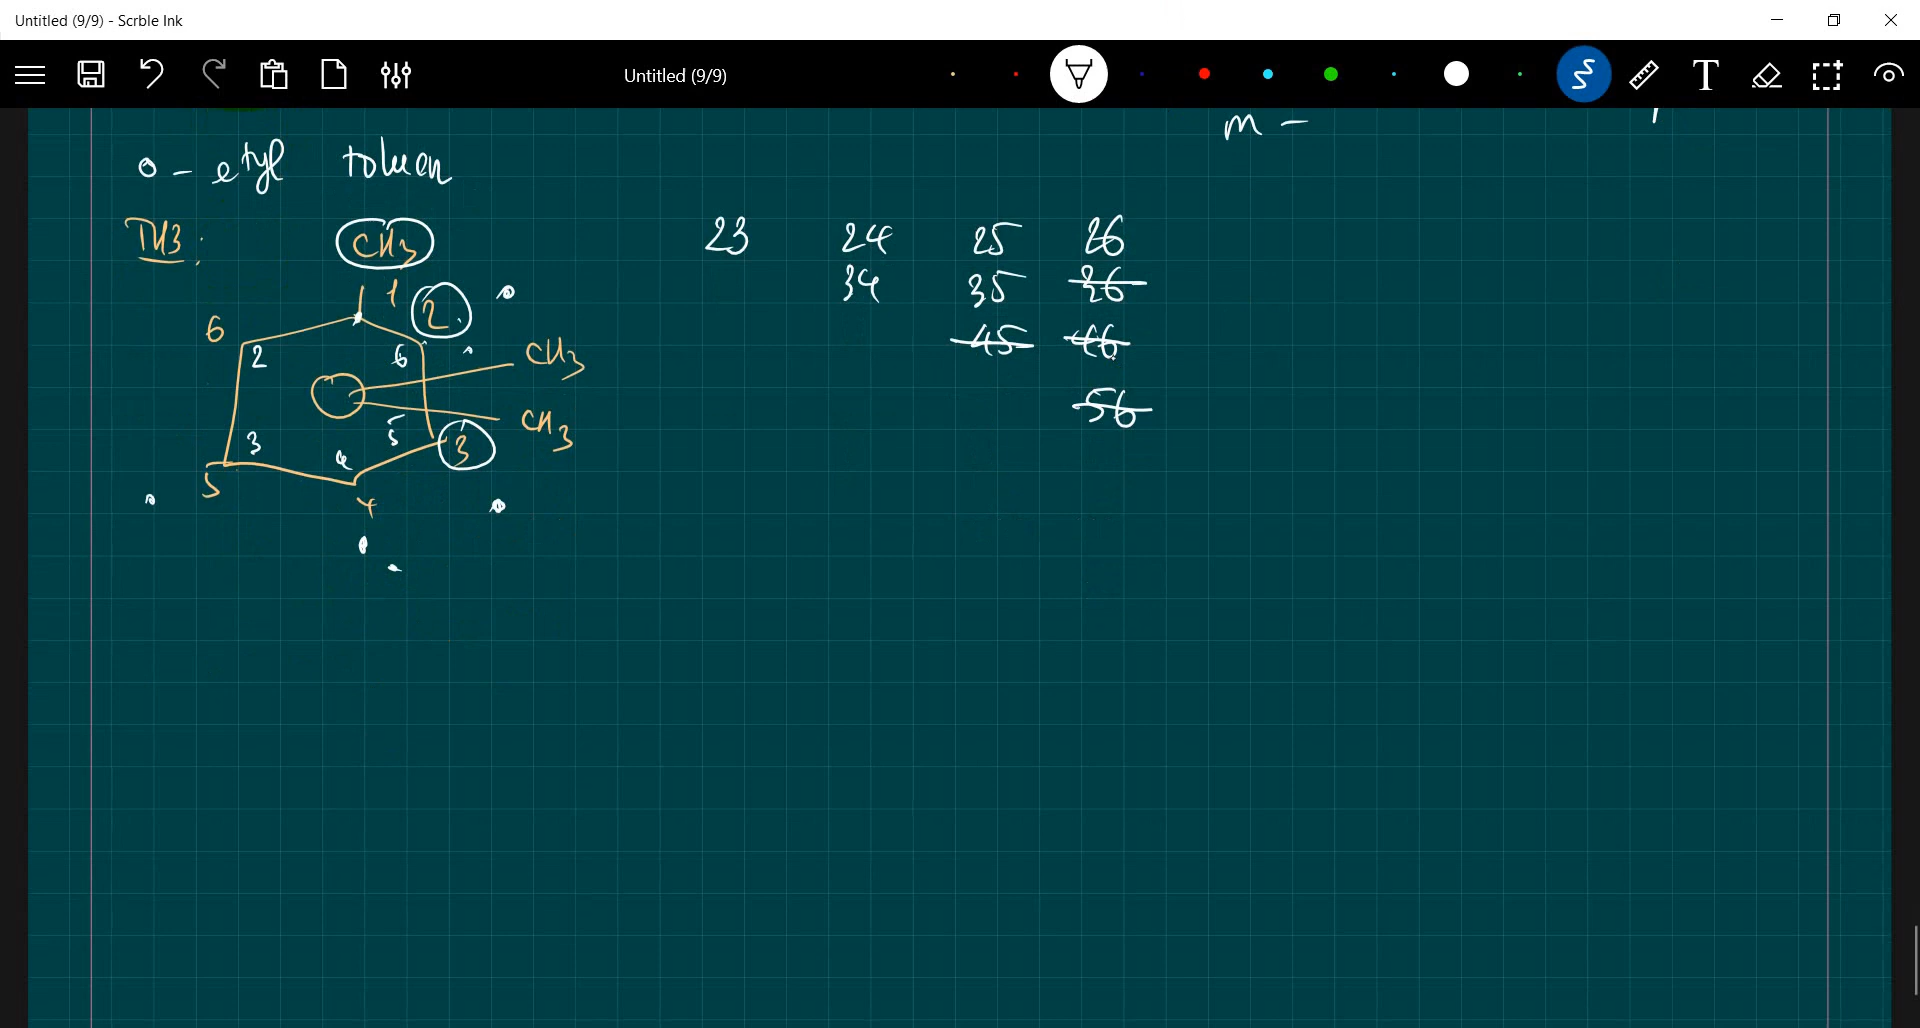 Untitled (9/9) - Scrble Ink
Untitled (9/9)
T
m -
o - etyl toluen
TH3: CH3
23 24 25 26
34 35 36
45 46
56
1
2
6
2 6
CH3
CH3
3 5 3
4
5
4